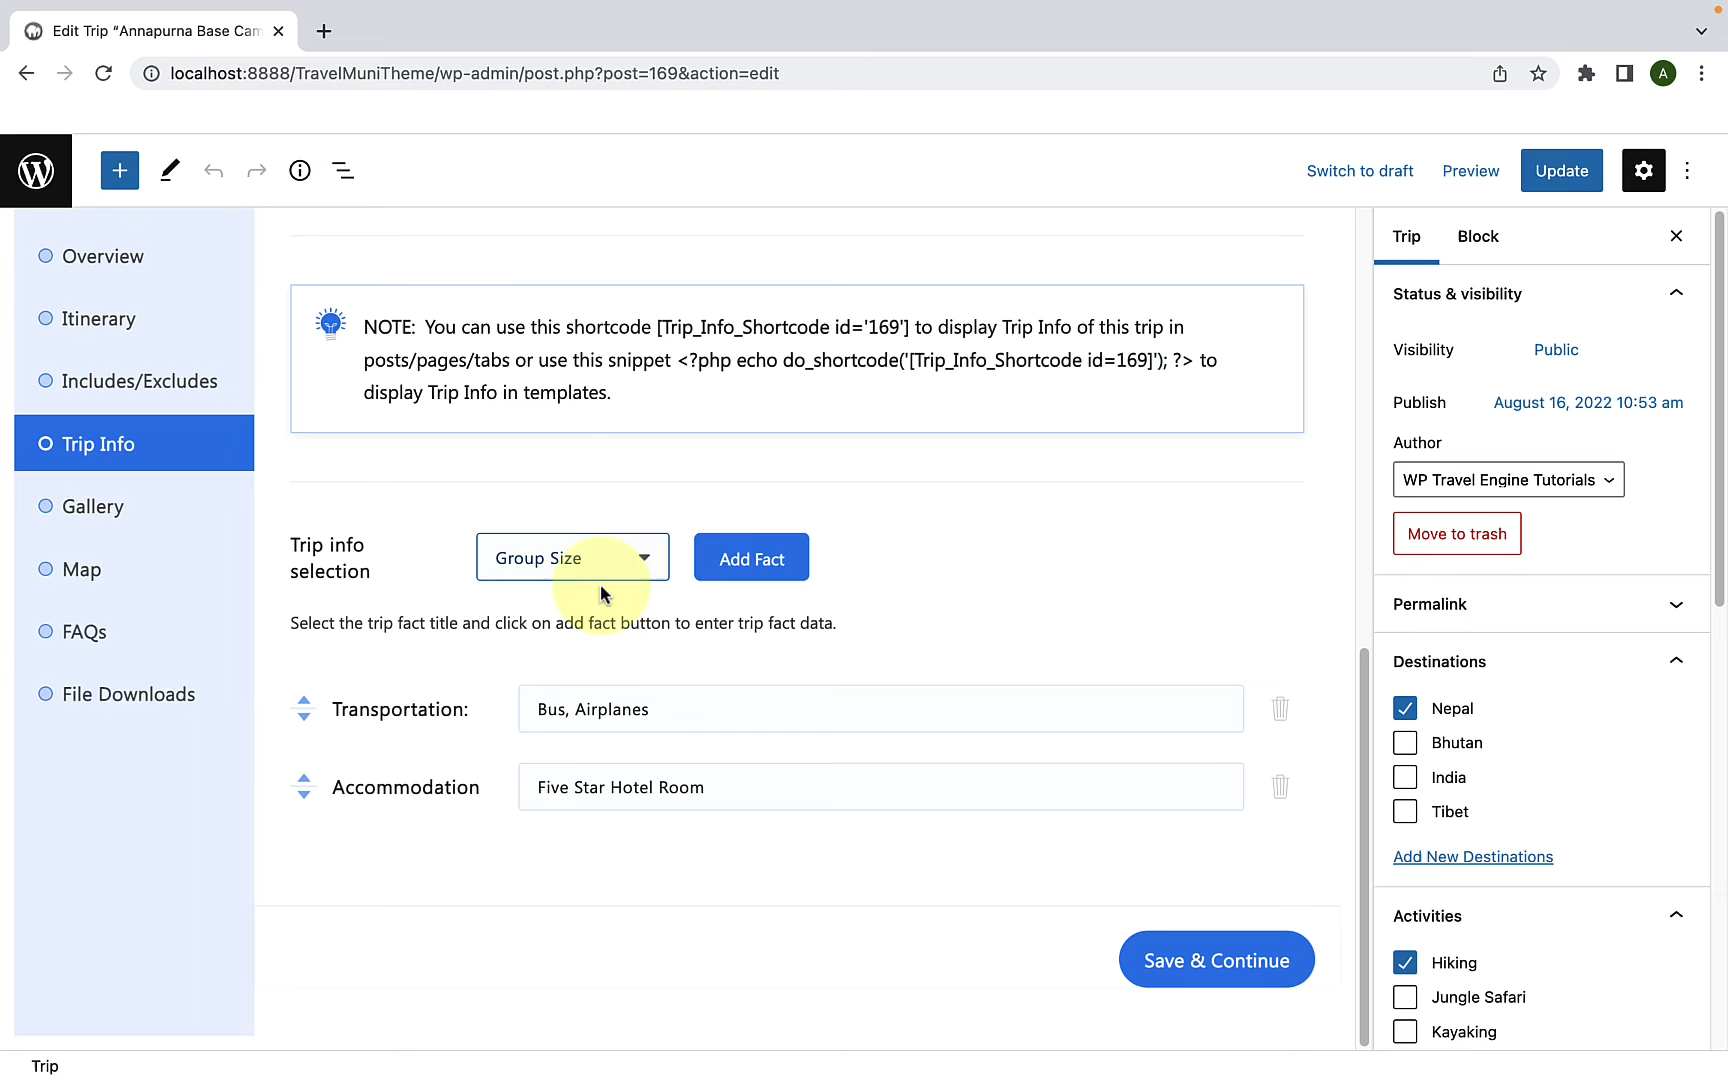 Edit Trip “Annapurna Base Cam
localhost:8888/TravelMuniTheme/wp-admin/post.php?post=169&action=edit
A
Switch to draft
Preview
Update
Overview
Itinerary
Includes/Excludes
Trip Info
Gallery
Map
FAQs
File Downloads
NOTE: You can use this shortcode [Trip_Info_Shortcode id='169'] to display Trip Info of this trip in
posts/pages/tabs or use this snippet <?php echo do_shortcode('[Trip_Info_Shortcode id=169]'); ?> to
display Trip Info in templates.
Trip info
selection
Group Size
Add Fact
Select the trip fact title and click on add fact button to enter trip fact data.
Transportation:
Bus, Airplanes
Accommodation
Five Star Hotel Room
Save & Continue
Trip
Block
Status & visibility
Visibility
Public
Publish
August 16, 2022 10:53 am
Author
WP Travel Engine Tutorials
Move to trash
Permalink
Destinations
Nepal
Bhutan
India
Tibet
Add New Destinations
Activities
Hiking
Jungle Safari
Kayaking
Trip